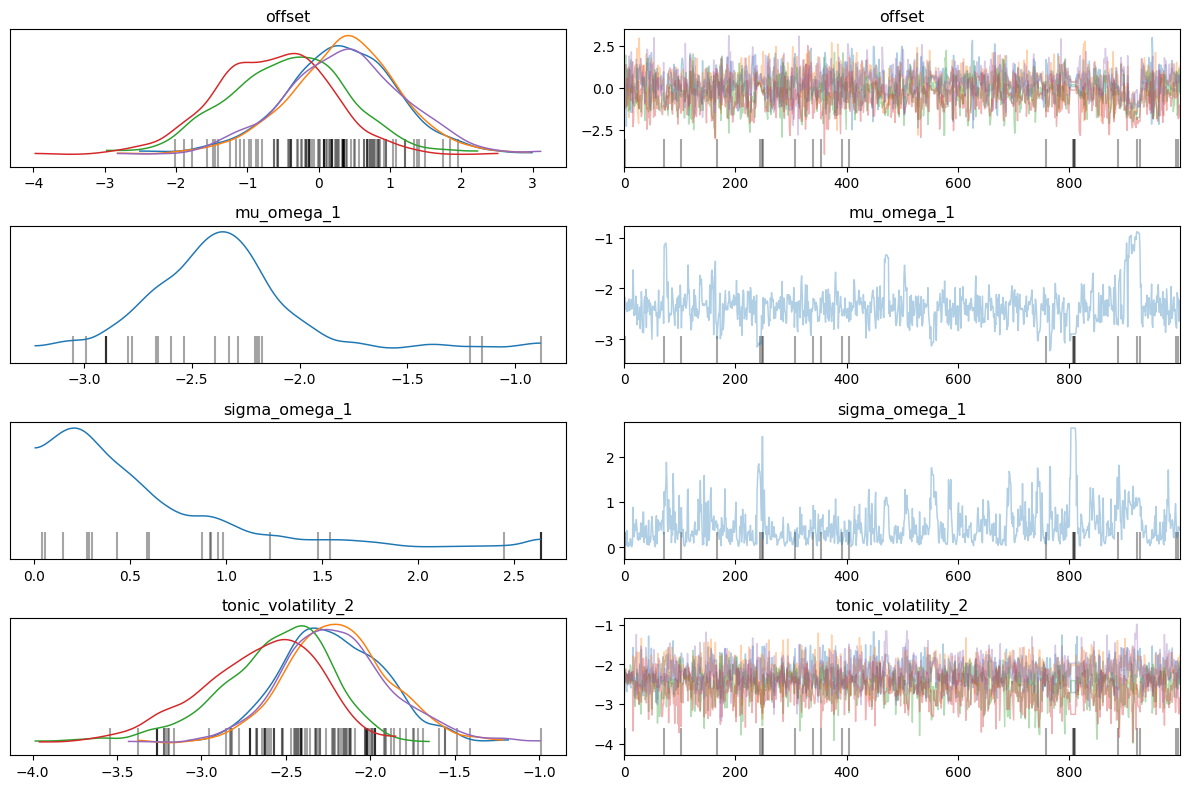 offset offset
−4 −3 −2 −1 0 1 2 3
2.5
0.0
−2.5
0 200 400 600 800
mu_omega_1 mu_omega_1
−3.0 −2.5 −2.0 −1.5 −1.0
−1
−2
−3
0 200 400 600 800
sigma_omega_1 sigma_omega_1
0.0 0.5 1.0 1.5 2.0 2.5
2
1
0
0 200 400 600 800
tonic_volatility_2 tonic_volatility_2
−4.0 −3.5 −3.0 −2.5 −2.0 −1.5 −1.0
−1
−2
−3
−4
0 200 400 600 800